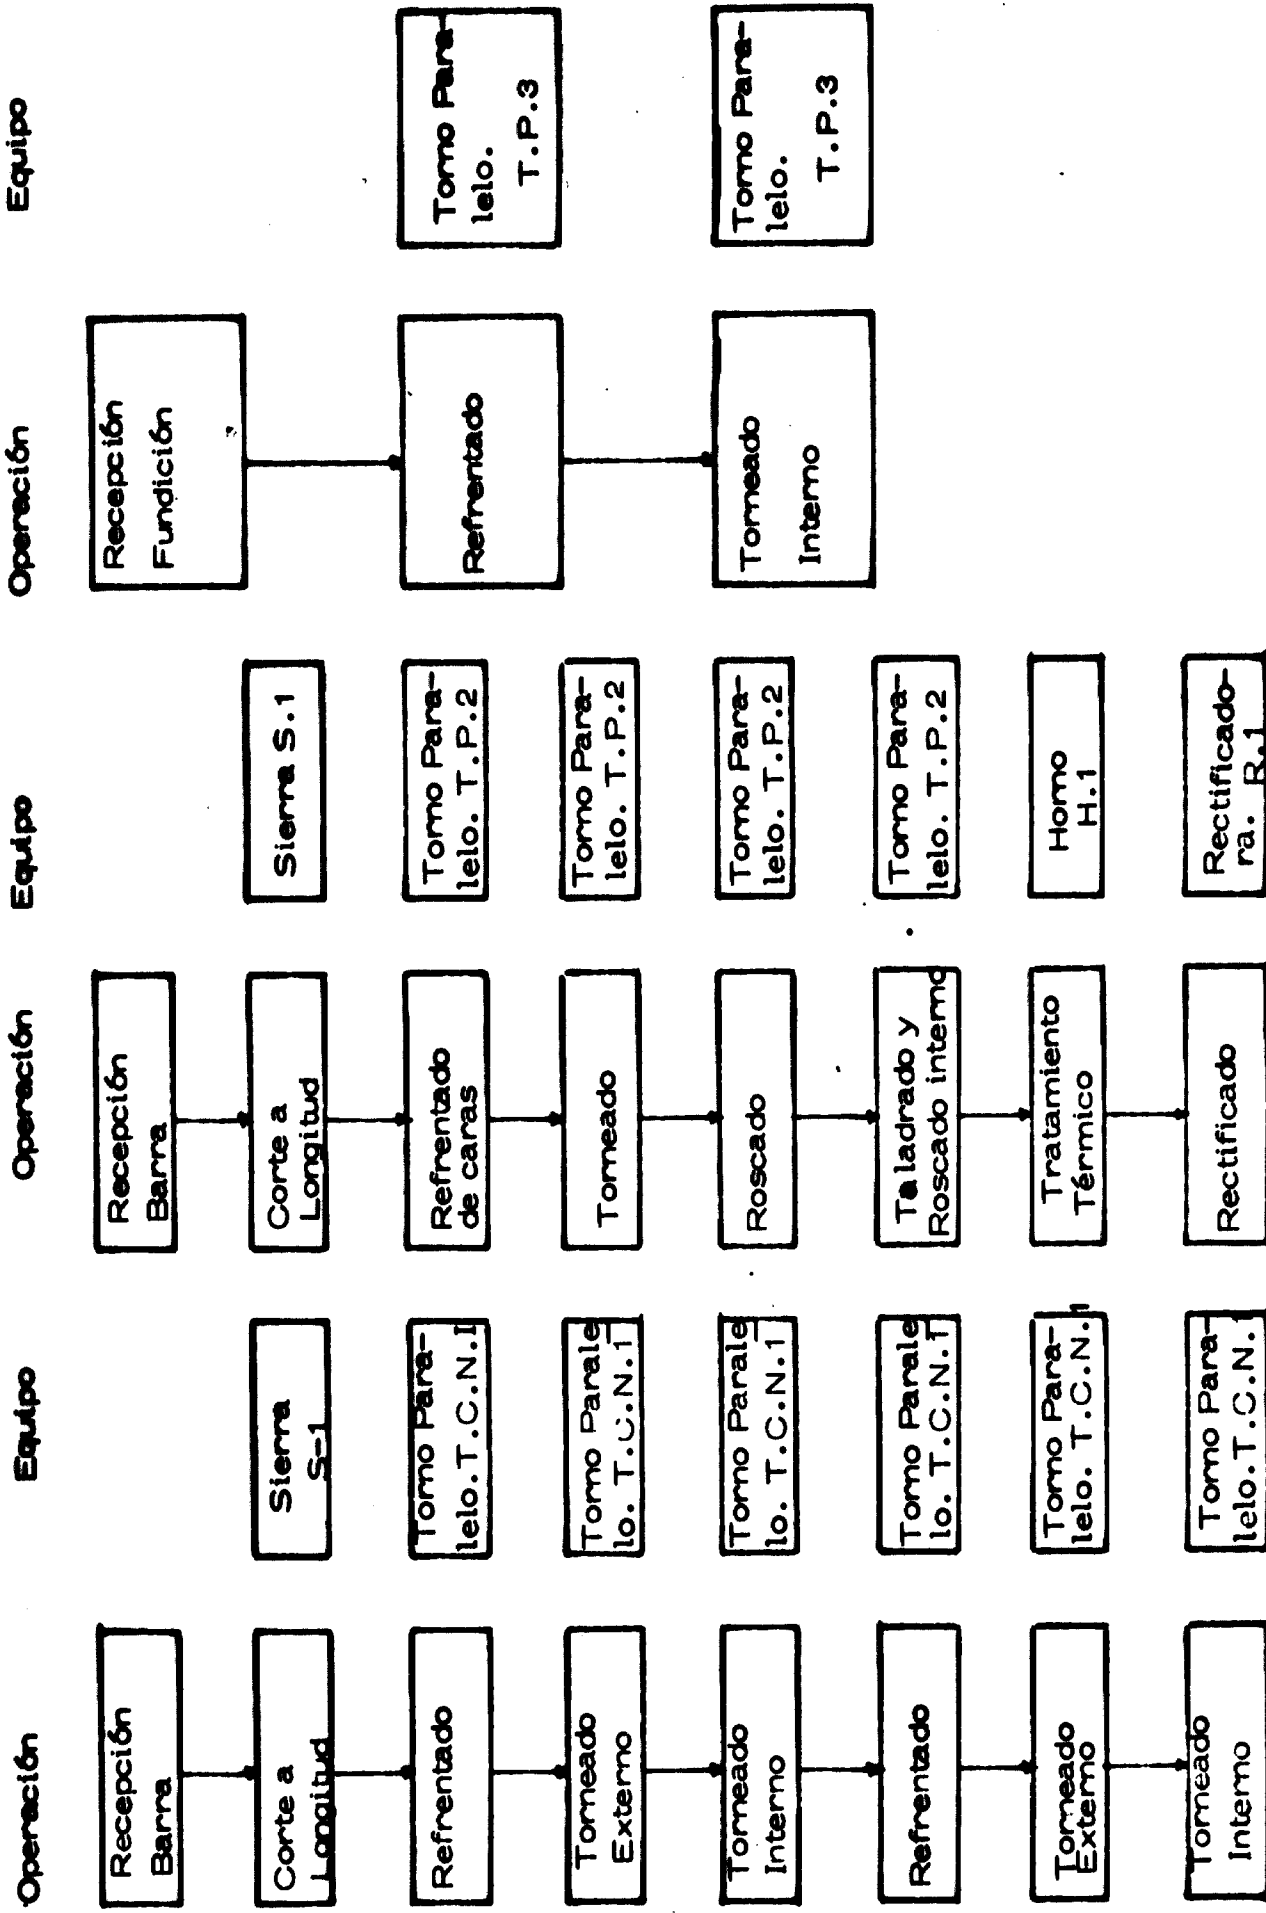 Operación
Equipo
Operación
Equipo
Operación
Equipo
Recepción
Barra
Corte a
Longitud
Sierra
S-1
Refrentado
Torno Para-
lelo. T.C.N.I
Torneado
Externo
Torno Parale
lo. T.C.N.1
Torneado
Interno
Torno Parale
lo. T.C.N.1
Refrentado
Torno Parale
lo. T.C.N.1
Torneado
Externo
Torno Para-
lelo. T.C.N.1
Torneado
Interno
Torno Para-
lelo. T.C.N.1
Recepción
Barra
Corte a
Longitud
Sierra S.1
Refrentado
de caras
Torno Para-
lelo. T.P.2
Torneado
Torno Para-
lelo. T.P.2
Roscado
Torno Para-
lelo. T.P.2
Taladrado y
Roscado interno
Torno Para-
lelo. T.P.2
Tratamiento
Térmico
Horno
H.1
Rectificado
Rectificado-
ra. R.1
Recepción
Fundición
Refrentado
Torno Para-
lelo.
T.P.3
Torneado
Interno
Torno Para-
lelo.
T.P.3